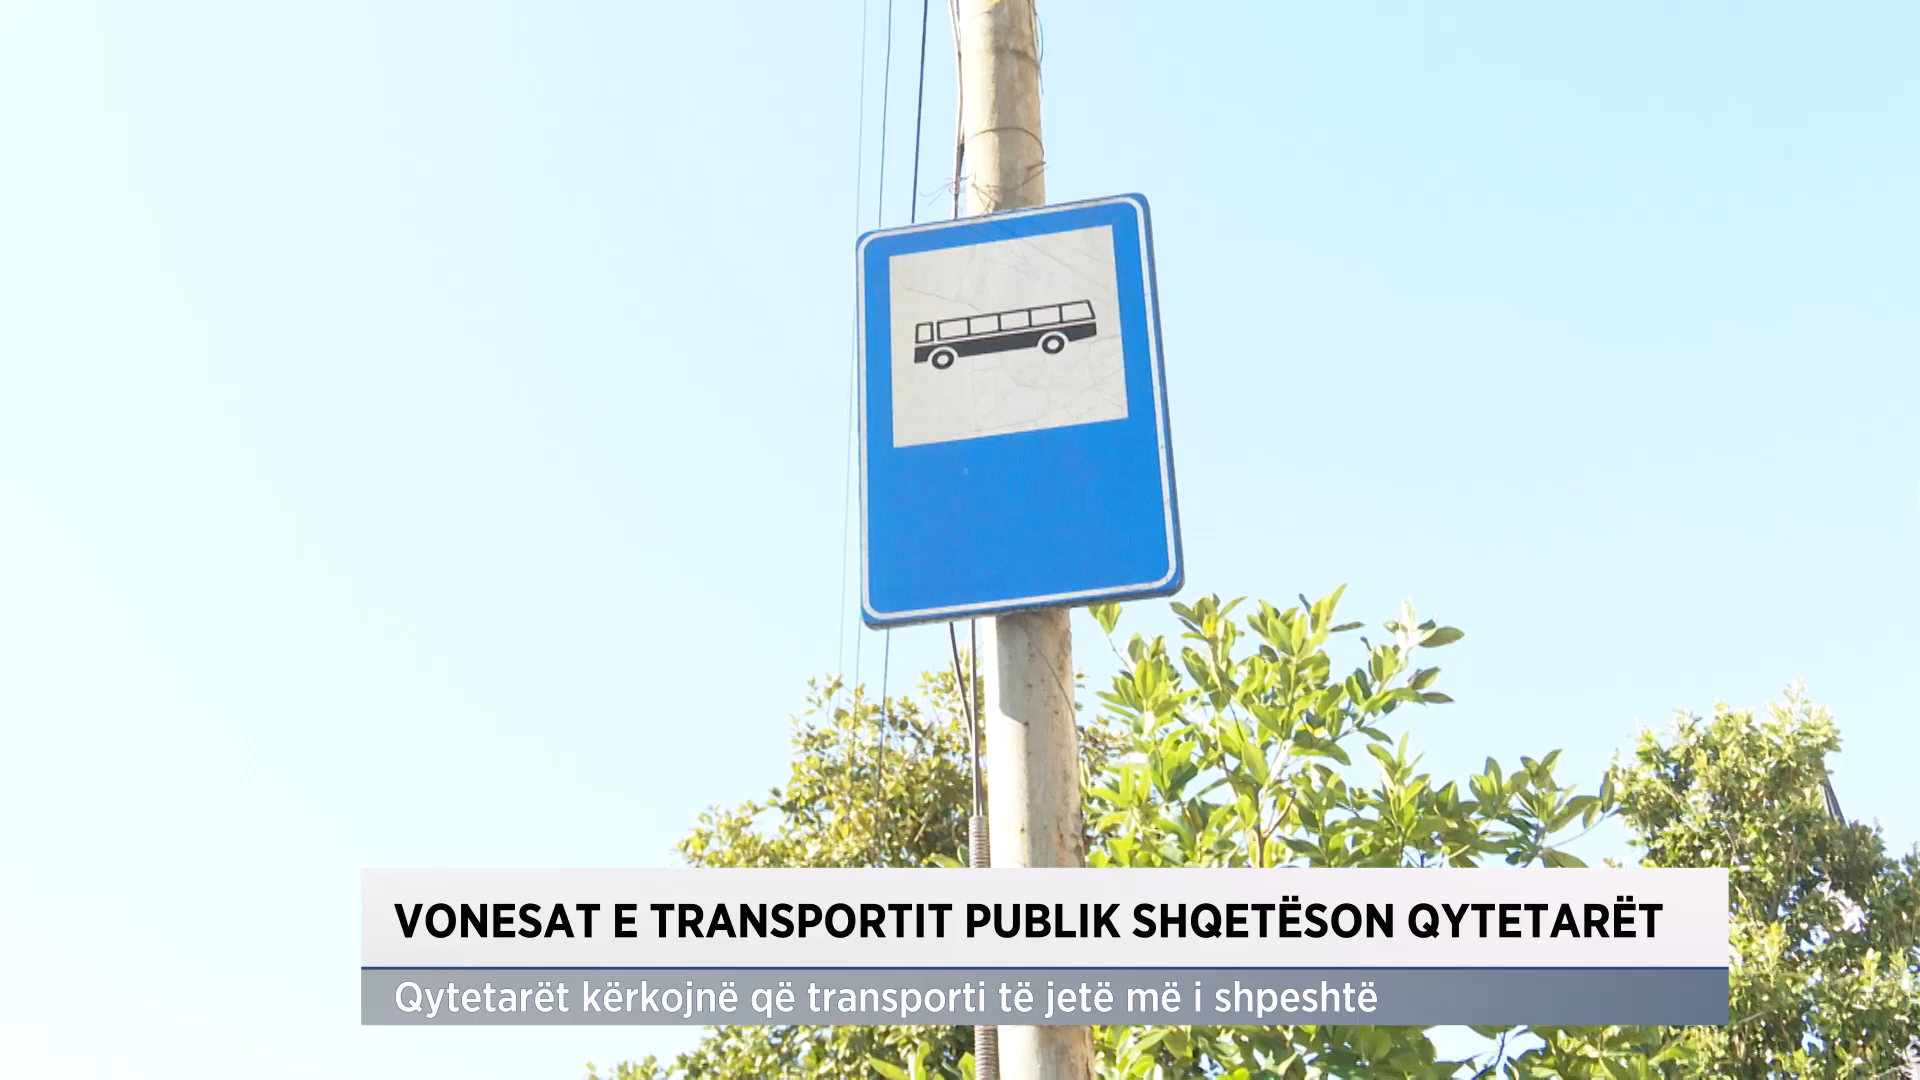 VONESAT E TRANSPORTIT PUBLIK SHQETËSON QYTETARËT
Qytetarët kërkojnë që transporti të jetë më i shpeshtë